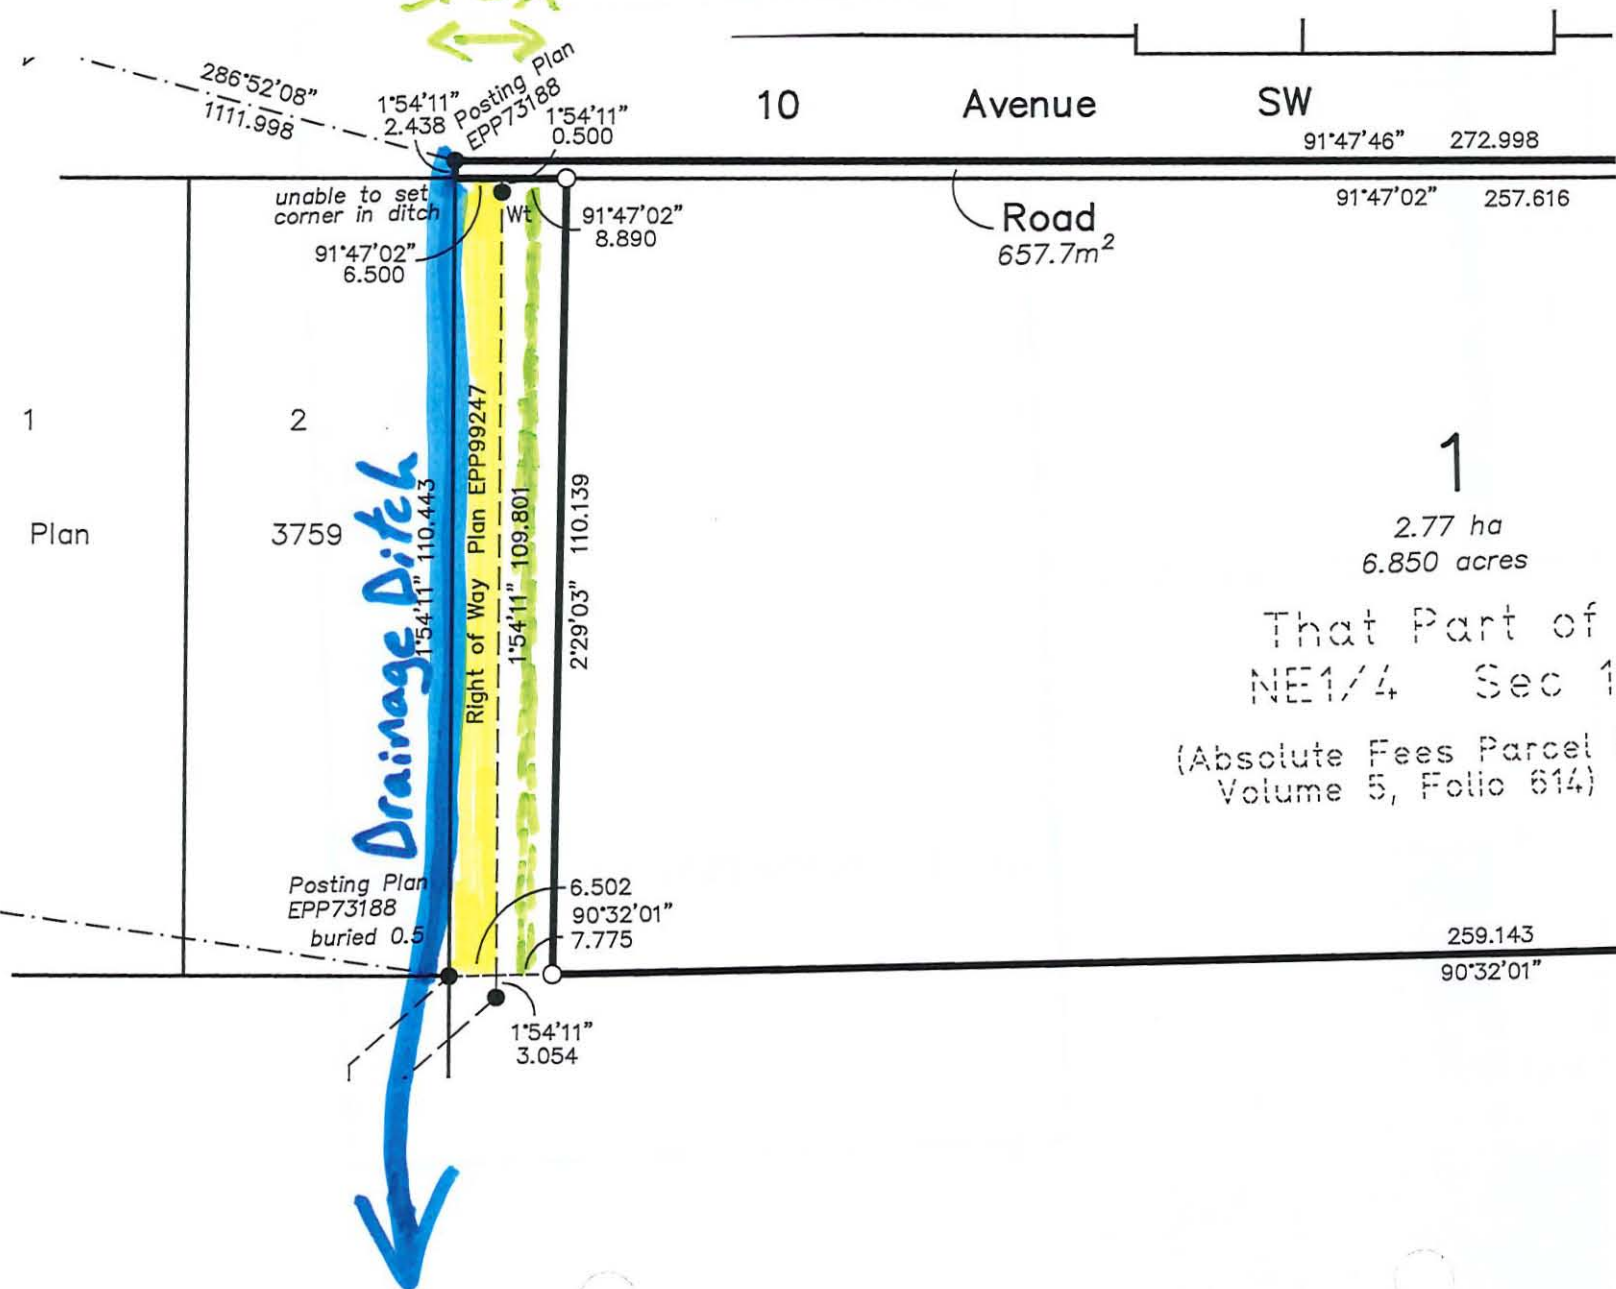 286°52'08"
1111.998
1°54'11"
2.438
Posting Plan
EPP73188
1°54'11"
0.500
10 Avenue SW
91°47'46" 272.998
unable to set
corner in ditch
Wt
91°47'02"
6.500
91°47'02"
8.890
Road
657.7m²
91°47'02" 257.616
1
2
Plan
3759
Drainage Ditch
1°54'11" 110.443
Right of Way Plan EPP99247
1°54'11" 109.801
2°29'03" 110.139
1
2.77 ha
6.850 acres
That Part of
NE1/4 Sec 1
(Absolute Fees Parcel
Volume 5, Folio 614)
Posting Plan
EPP73188
buried 0.5
6.502
90°32'01"
7.775
259.143
90°32'01"
1°54'11"
3.054